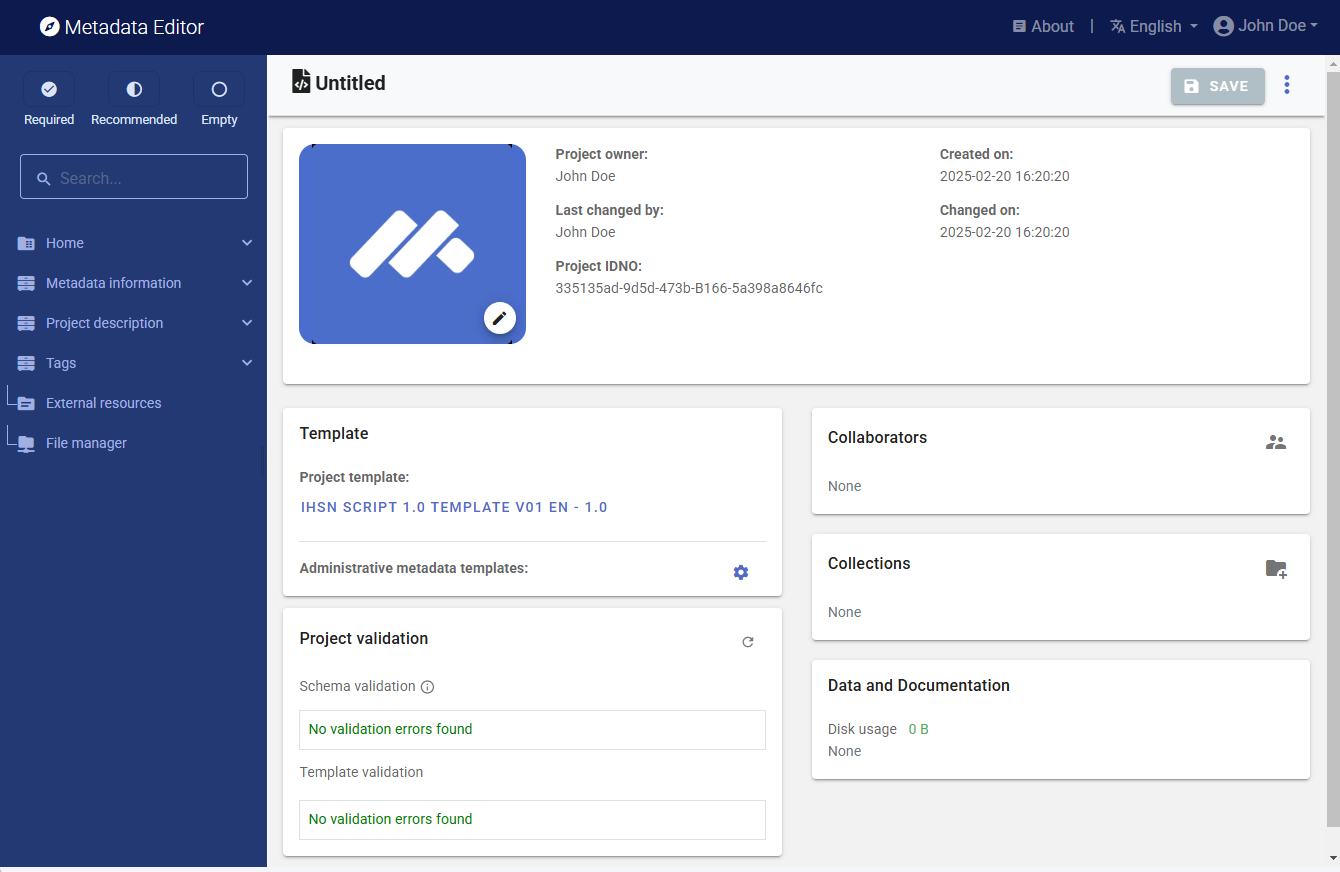 Metadata Editor
About | English John Doe
Required Recommended Empty
Search...
Home
Metadata information
Project description
Tags
External resources
File manager
Untitled
SAVE
Project owner:
John Doe
Last changed by:
John Doe
Project IDNO:
335135ad-9d5d-473b-B166-5a398a8646fc
Created on:
2025-02-20 16:20:20
Changed on:
2025-02-20 16:20:20
Template
Project template:
IHSN SCRIPT 1.0 TEMPLATE V01 EN - 1.0
Administrative metadata templates:
Project validation
Schema validation
No validation errors found
Template validation
No validation errors found
Collaborators
None
Collections
None
Data and Documentation
Disk usage 0 B
None